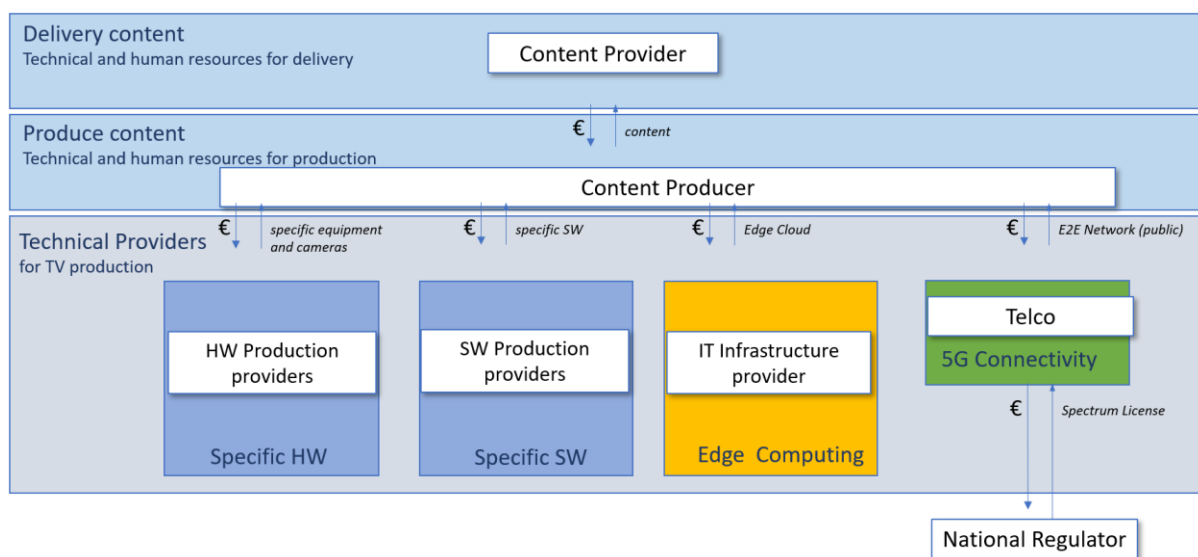 Delivery content
Technical and human resources for delivery
Content Provider
€
content
Produce content
Technical and human resources for production
Content Producer
€
specific equipment
and cameras
€
specific SW
€
Edge Cloud
€
E2E Network (public)
Technical Providers
for TV production
HW Production
providers
Specific HW
SW Production
providers
Specific SW
IT Infrastructure
provider
Edge Computing
Telco
5G Connectivity
€
Spectrum License
National Regulator